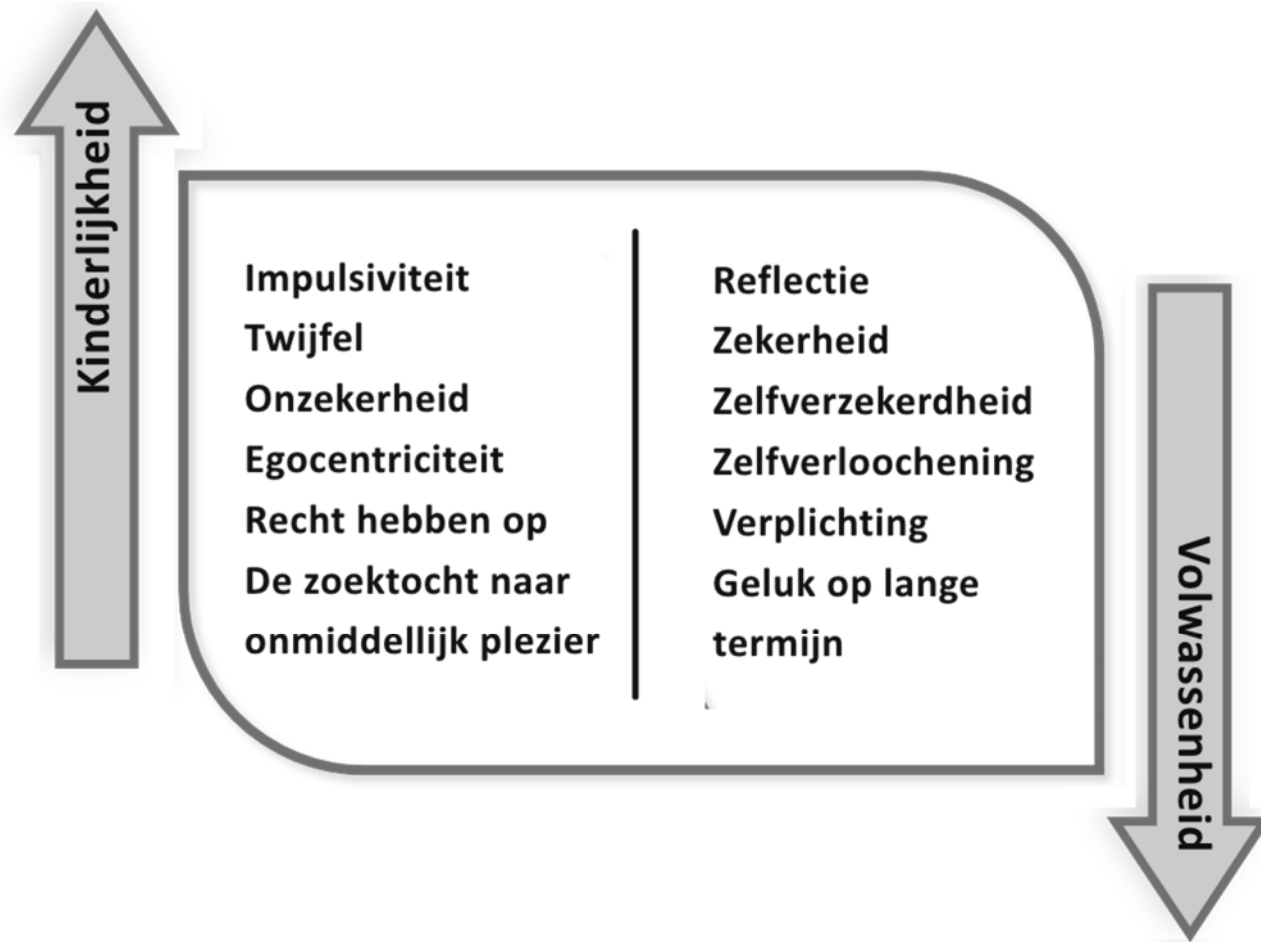 Kinderlijkheid
Impulsiviteit
Twijfel
Onzekerheid
Egocentriciteit
Recht hebben op
De zoektocht naar
onmiddellijk plezier
Reflectie
Zekerheid
Zelfverzekerdheid
Zelfverloochening
Verplichting
Geluk op lange
termijn
Volwassenheid